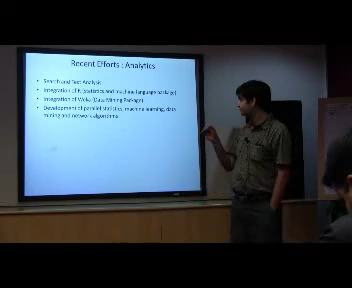 Recent Efforts : Analytics
• Search and Text Analysis
• Integration of R (statistics and machine language package)
• Integration of Weka (Data Mining Package)
• Development of parallel statistics, machine learning, data
mining and network algorithms